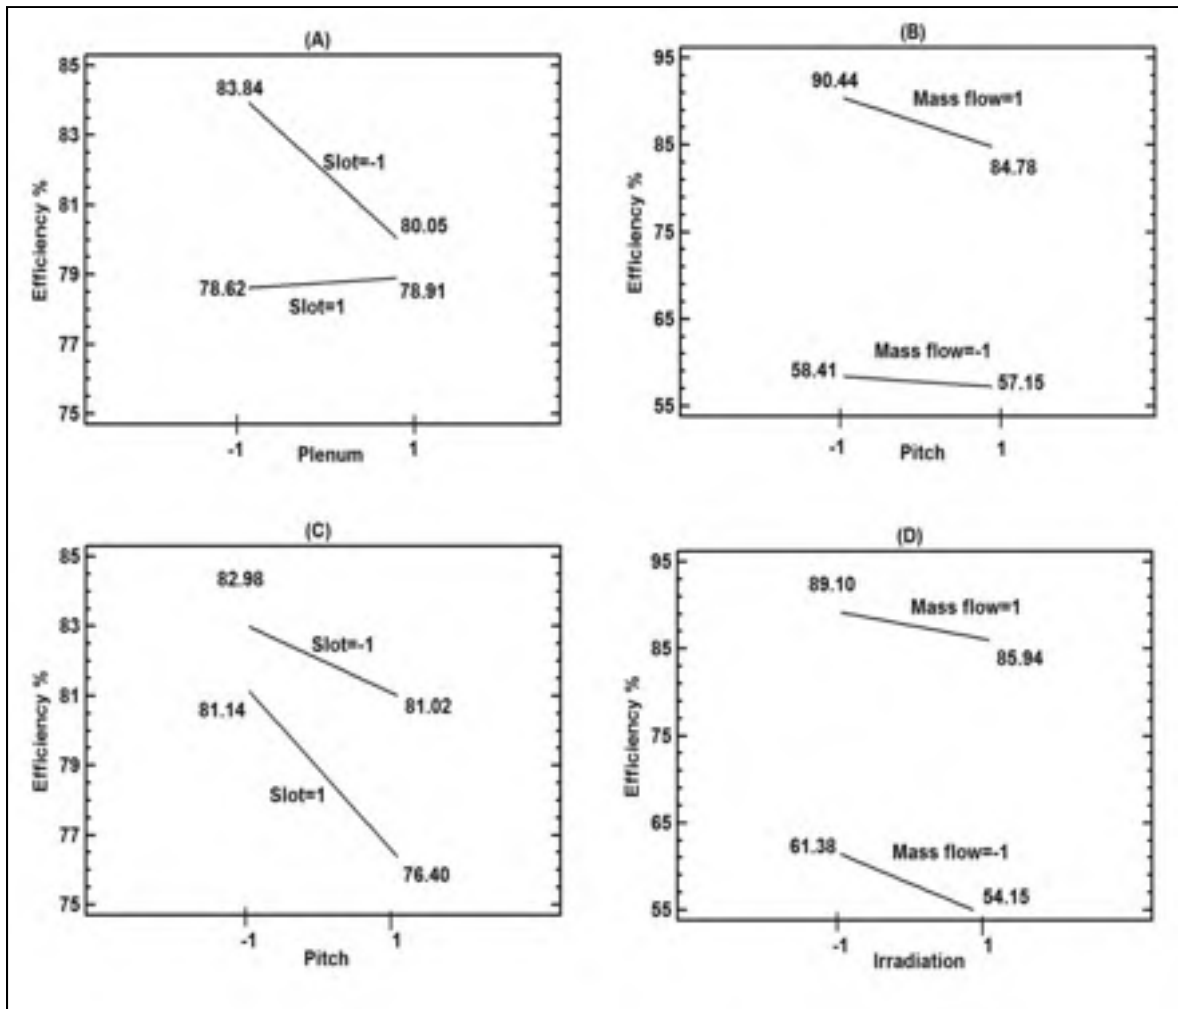 (A)
85
83.84
83
Slot=-1
81
80.05
79
78.62
78.91
Slot=1
77
75
Efficiency %
-1
1
Plenum
(B)
95
90.44
Mass flow=1
85
84.78
75
65
Mass flow=-1
58.41
57.15
55
Efficiency %
-1
1
Pitch
(C)
85
82.98
83
Slot=-1
81
81.14
81.02
79
Slot=1
77
76.40
75
Efficiency %
-1
1
Pitch
(D)
95
89.10
Mass flow=1
85
85.94
75
65
61.38
Mass flow=-1
54.15
55
Efficiency %
-1
1
Irradiation